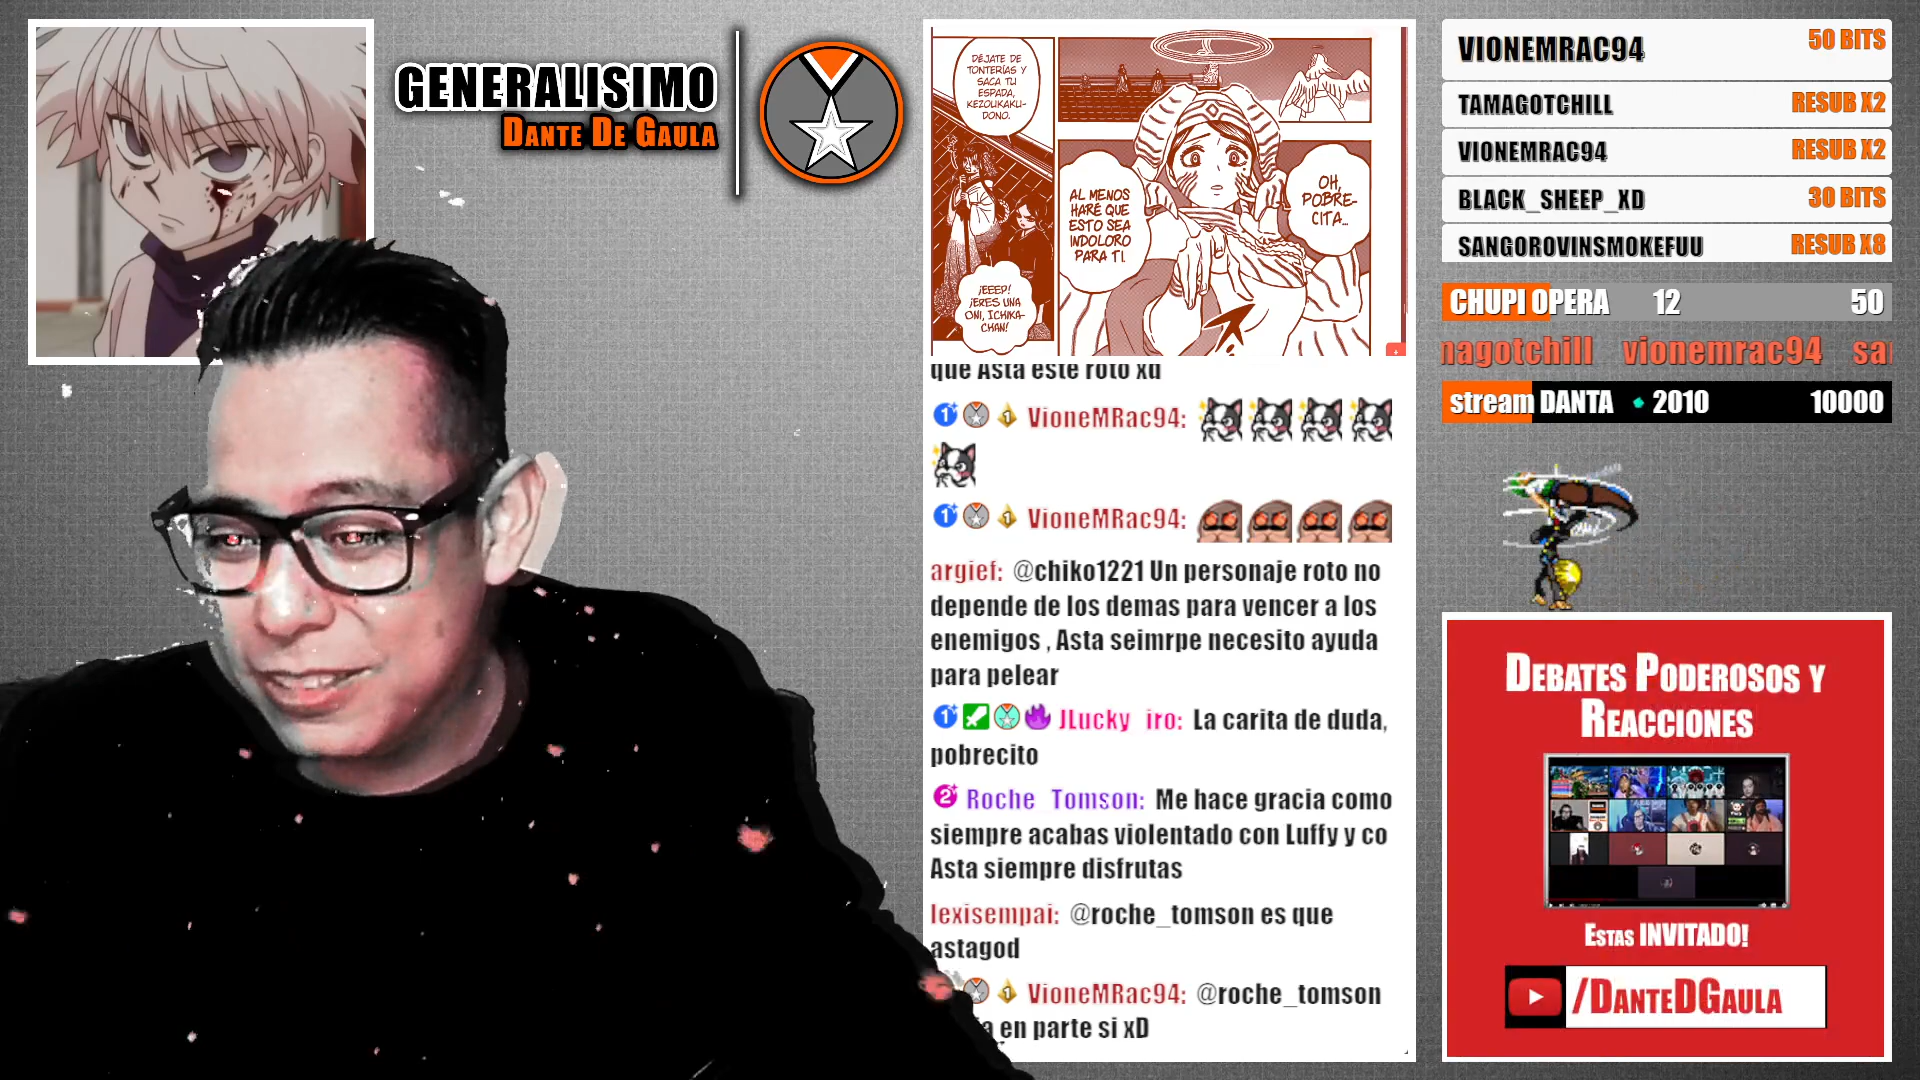 GENERALISIMO
DANTE DE GAULA
DÉJATE DE
TONTERÍAS Y
SACA TU
ESPADA,
KEZOUKAKU-
DONO.
¡EEEP!
¡ERES UNA
ONI, ICHIKA-
CHAN!
AL MENOS
HARÉ QUE
ESTO SEA
INDOLORO
PARA TI.
OH,
POBRE-
CITA...
que Asta este roto xd
VioneMRac94:
VioneMRac94:
argief: @chiko1221 Un personaje roto no
depende de los demas para vencer a los
enemigos , Asta seimrpe necesito ayuda
para pelear
JLucky_iro: La carita de duda,
pobrecito
Roche_Tomson: Me hace gracia como
siempre acabas violentado con Luffy y co
Asta siempre disfrutas
lexisempai: @roche_tomson es que
astagod
VioneMRac94: @roche_tomson
en parte si xD
VIONEMRAC94 50 BITS
TAMAGOTCHILL RESUB X2
VIONEMRAC94 RESUB X2
BLACK_SHEEP_XD 30 BITS
SANGOROVINSMOKEFUU RESUB X8
CHUPI OPERA 12 50
nagotchill vionemrac94 sa
stream DANTA 2010 10000
DEBATES PODEROSOS Y
REACCIONES
ESTAS INVITADO!
/DANTEDGAULA